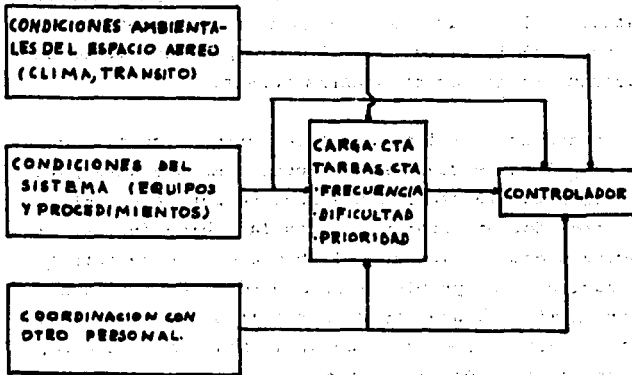 CONDICIONES AMBIENTA-
LES DEL ESPACIO AEREO
(CLIMA, TRANSITO)
CONDICIONES DEL
SISTEMA (EQUIPOS
Y PROCEDIMIENTOS)
COORDINACION CON
OTRO PERSONAL.
CARGA CTA
TAREAS CTA
·FRECUENCIA
·DIFICULTAD
·PRIORIDAD
CONTROLADOR